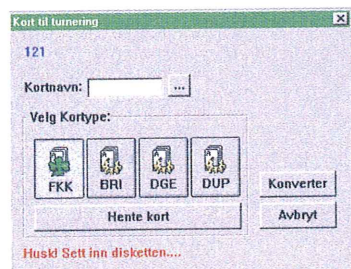 Kort til turnering
121
Kortnavn:
...
Velg Kortype:
FKK BRI DGE DUP
Konverter
Hente kort
Avbryt
Husk! Sett inn disketten....